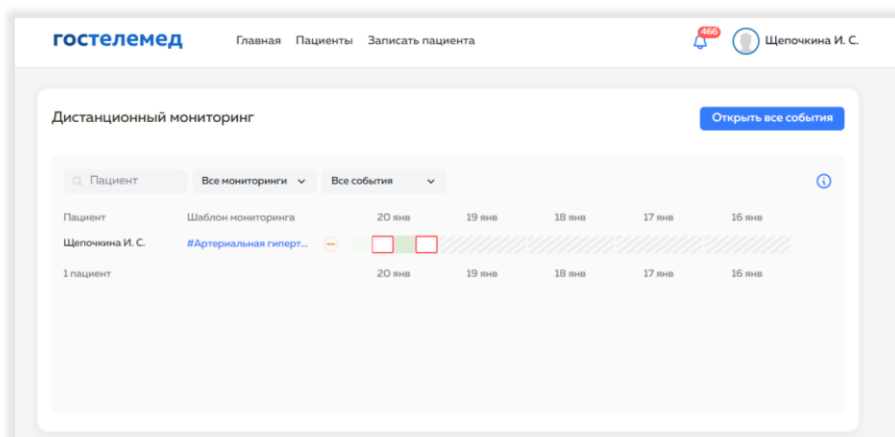 гостелемед Главная Пациенты Записать пациента 466 Щепочкина И. С.
Дистанционный мониторинг Открыть все события
Пациент Все мониторинги Все события
Пациент Шаблон мониторинга 20 янв 19 янв 18 янв 17 янв 16 янв
Щепочкина И. С. #Артериальная гиперт...
1 пациент 20 янв 19 янв 18 янв 17 янв 16 янв